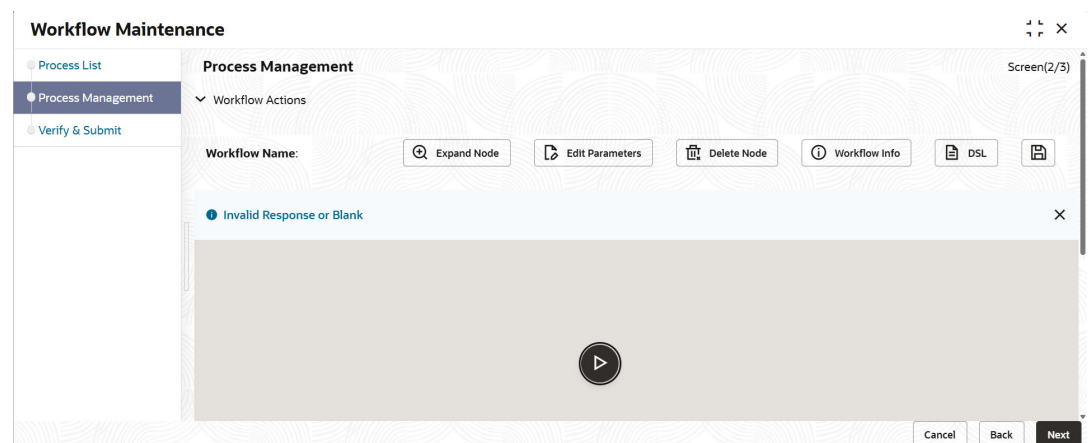 Workflow Maintenance
Process List
Process Management
Verify & Submit
Process Management
Screen(2/3)
Workflow Actions
Workflow Name:
Expand Node
Edit Parameters
Delete Node
Workflow Info
DSL
Invalid Response or Blank
Cancel
Back
Next